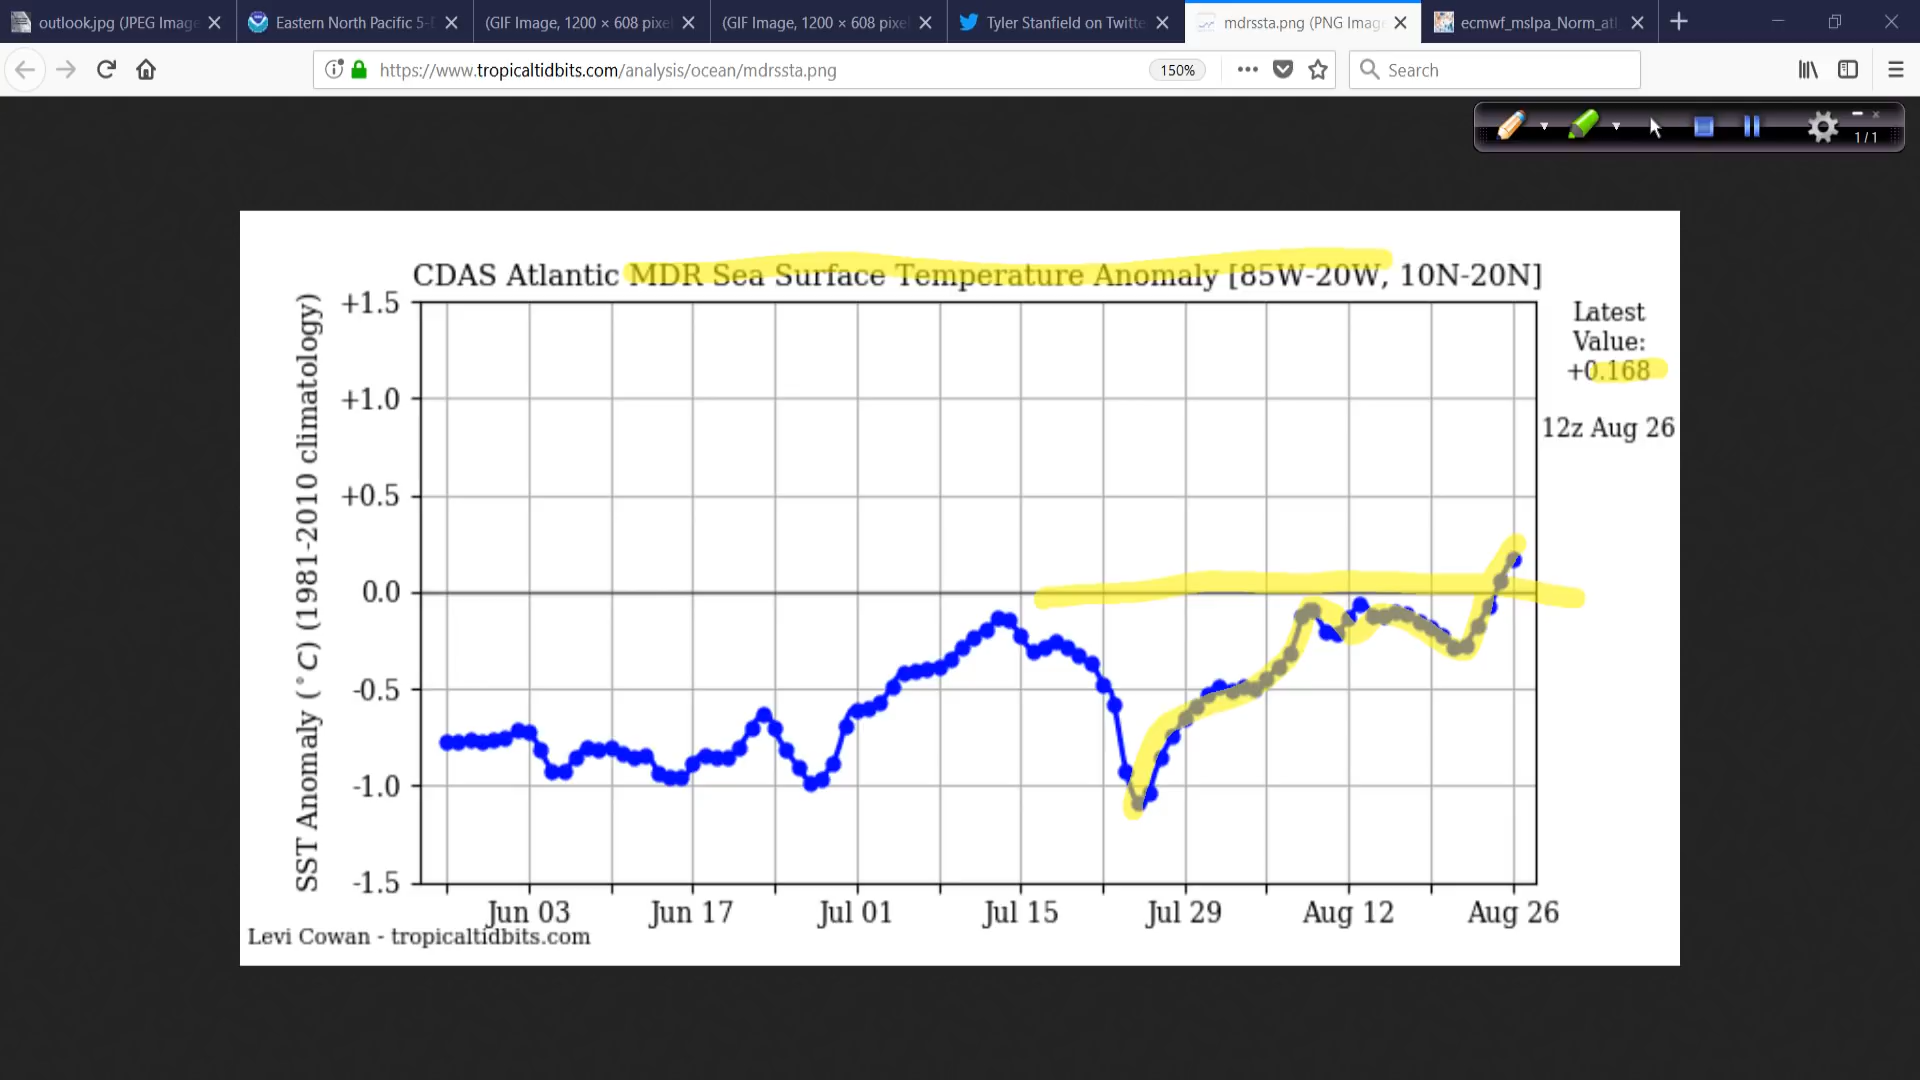 outlook.jpg (JPEG Image
Eastern North Pacific 5-
(GIF Image, 1200 × 608 pixel
(GIF Image, 1200 × 608 pixel
Tyler Stanfield on Twitte
mdrssta.png (PNG Image
ecmwf_mslpa_Norm_atl
https://www.tropicaltidbits.com/analysis/ocean/mdrssta.png
150%
Search
1/1
CDAS Atlantic MDR Sea Surface Temperature Anomaly [85W-20W, 10N-20N]
SST Anomaly (°C) (1981-2010 climatology)
+1.5
+1.0
+0.5
0.0
-0.5
-1.0
-1.5
Latest
Value:
+0.168
12z Aug 26
Jun 03 Jun 17 Jul 01 Jul 15 Jul 29 Aug 12 Aug 26
Levi Cowan - tropicaltidbits.com